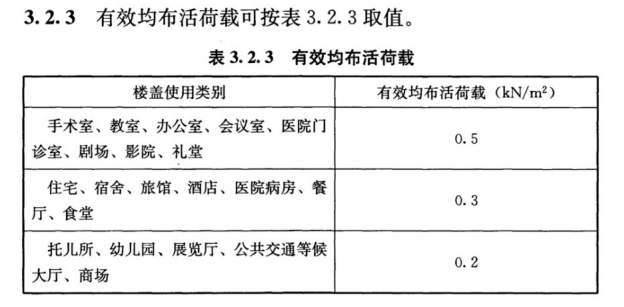 3.2.3 有效均布活荷载可按表3.2.3取值。
表3.2.3 有效均布活荷载
楼盖使用类别 有效均布活荷载（kN/m²）
手术室、教室、办公室、会议室、医院门
诊室、剧场、影院、礼堂
0.5
住宅、宿舍、旅馆、酒店、医院病房、餐
厅、食堂
0.3
托儿所、幼儿园、展览厅、公共交通等候
大厅、商场
0.2